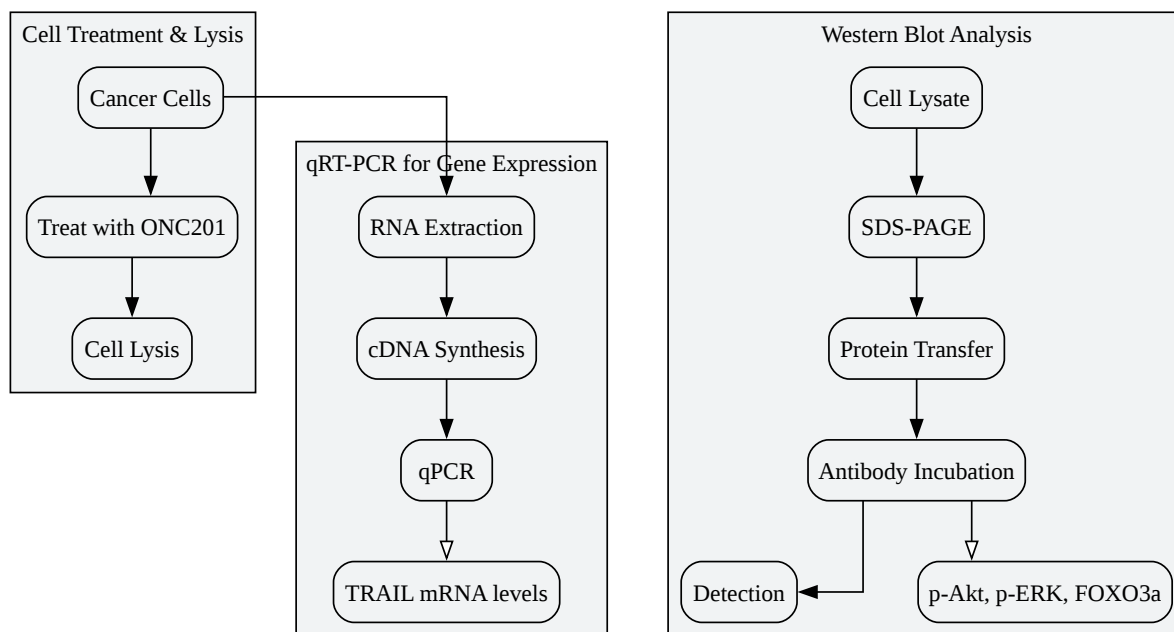 Cell Treatment & Lysis
Cancer Cells
Treat with ONC201
Cell Lysis
qRT-PCR for Gene Expression
RNA Extraction
cDNA Synthesis
qPCR
TRAIL mRNA levels
Western Blot Analysis
Cell Lysate
SDS-PAGE
Protein Transfer
Antibody Incubation
Detection
p-Akt, p-ERK, FOXO3a